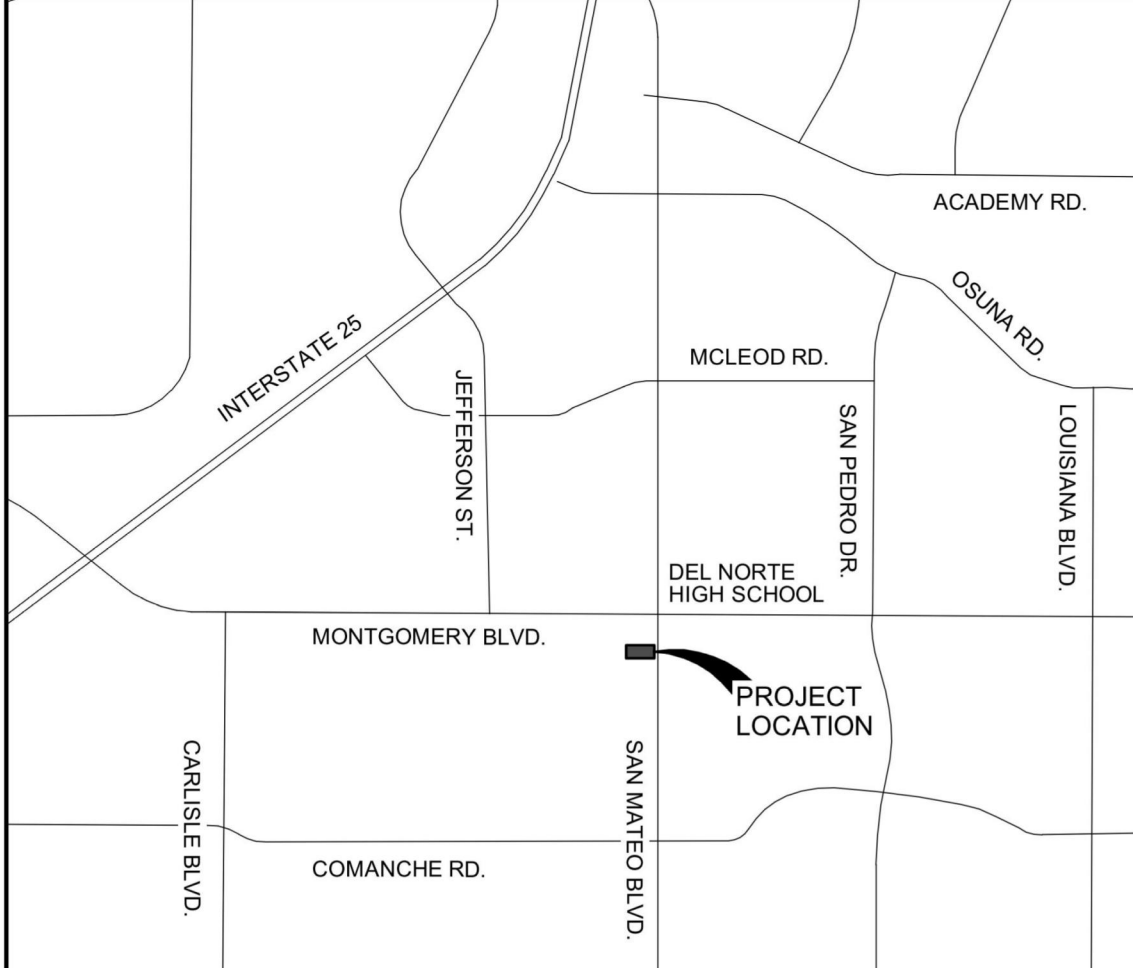 ACADEMY RD.
OSUNA RD.
INTERSTATE 25
MCLEOD RD.
JEFFERSON ST.
SAN PEDRO DR.
LOUISIANA BLVD.
DEL NORTE
HIGH SCHOOL
MONTGOMERY BLVD.
PROJECT
LOCATION
CARLISLE BLVD.
SAN MATEO BLVD.
COMANCHE RD.